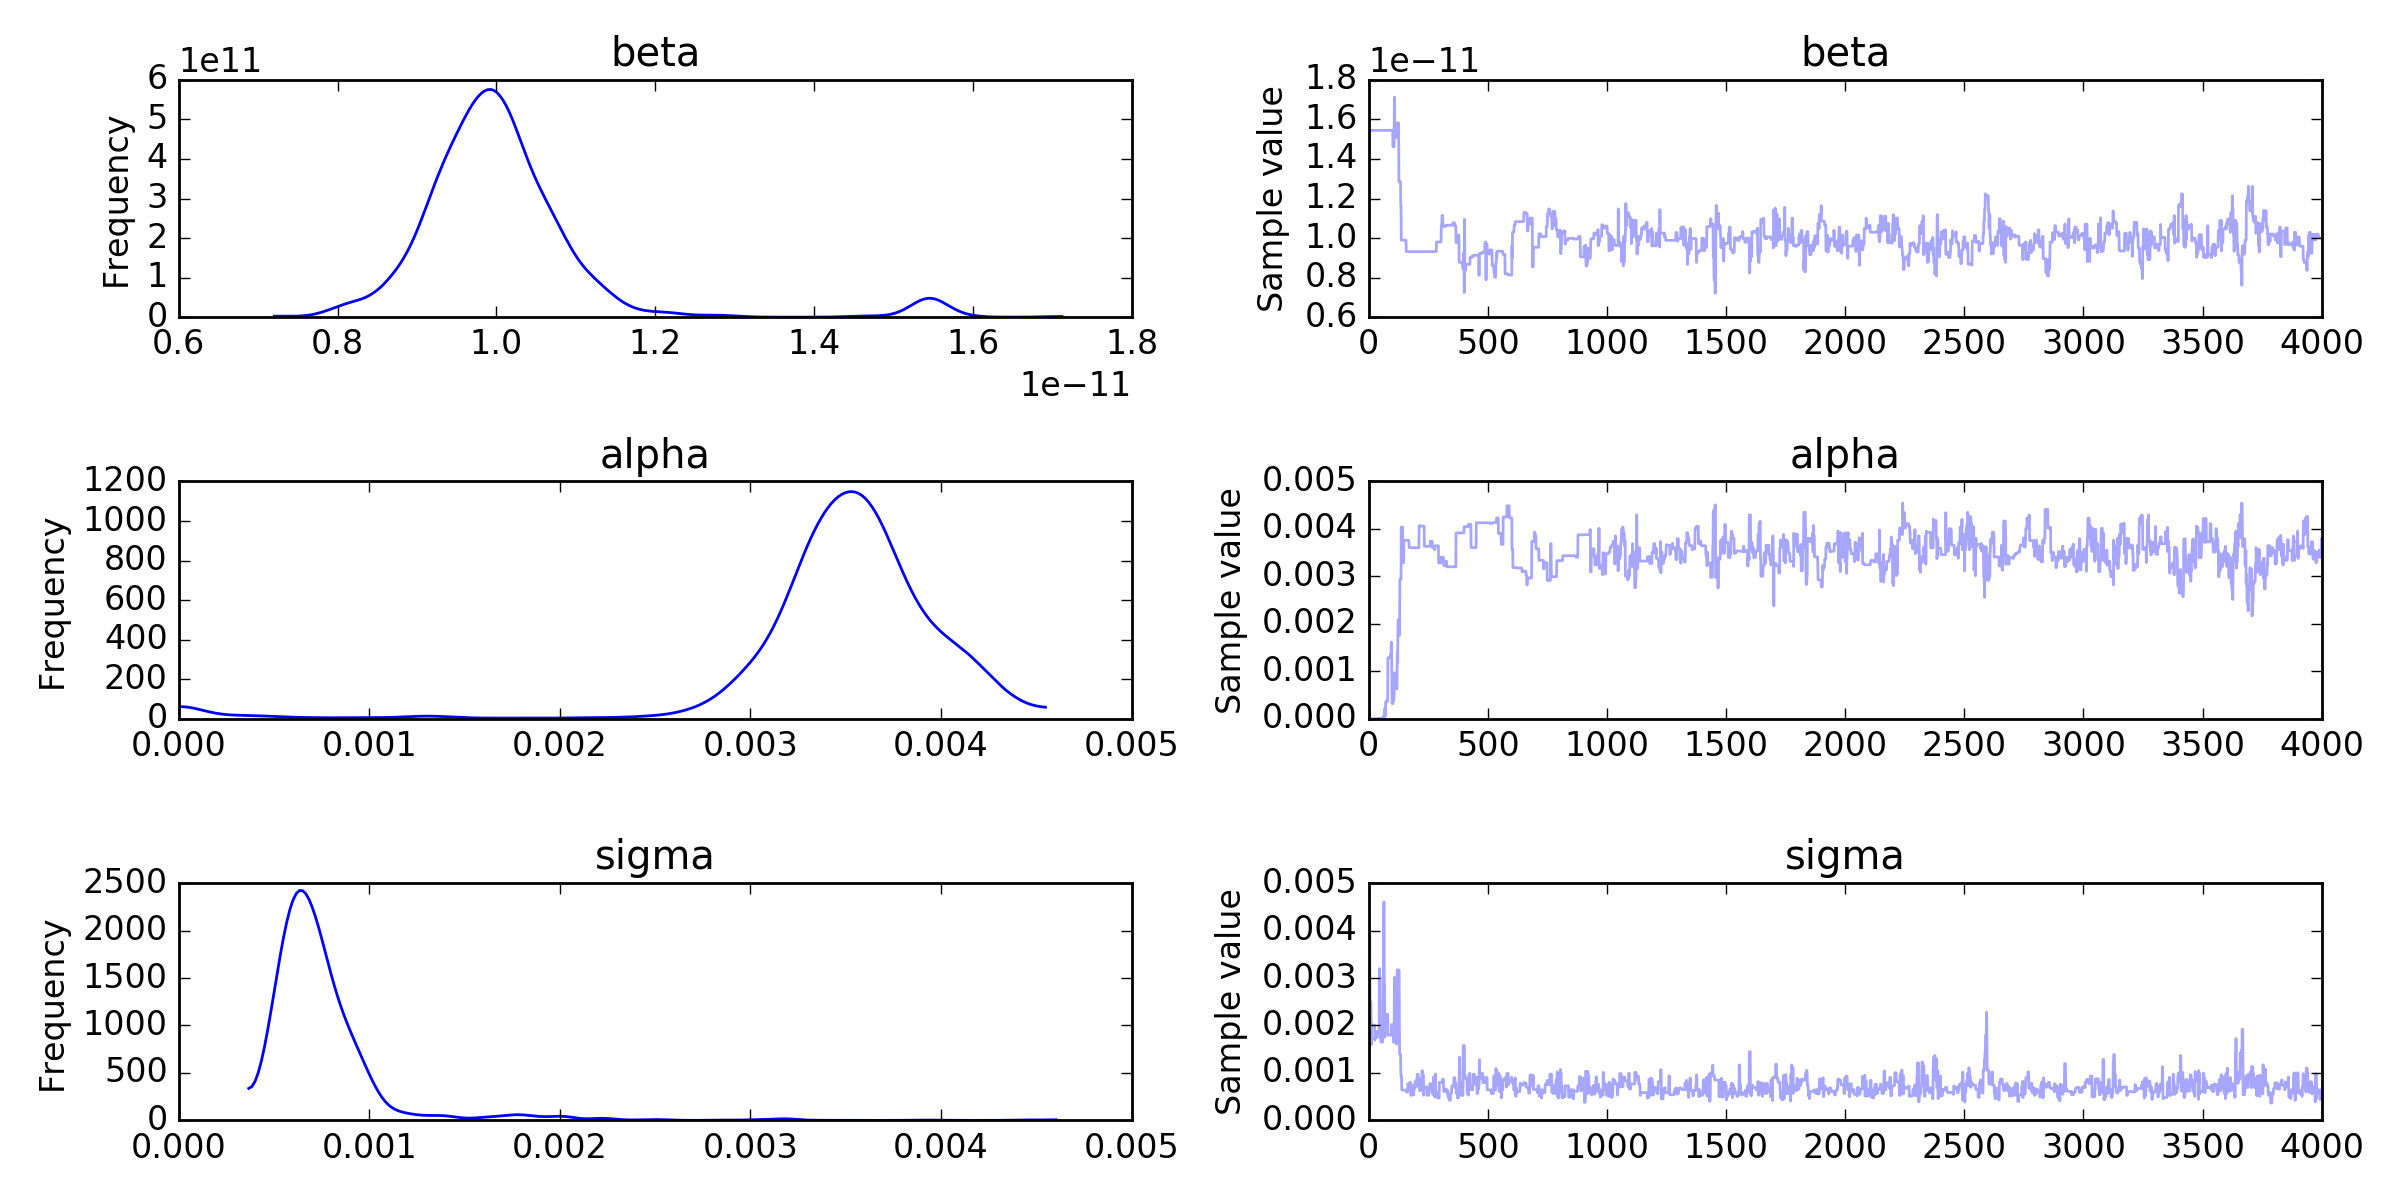 beta
1e11
Frequency
6
5
4
3
2
1
0
0.6 0.8 1.0 1.2 1.4 1.6 1.8
1e−11
beta
1e−11
Sample value
1.8
1.6
1.4
1.2
1.0
0.8
0.6
0 500 1000 1500 2000 2500 3000 3500 4000
alpha
Frequency
1200
1000
800
600
400
200
0
0.000 0.001 0.002 0.003 0.004 0.005
alpha
Sample value
0.005
0.004
0.003
0.002
0.001
0.000
0 500 1000 1500 2000 2500 3000 3500 4000
sigma
Frequency
2500
2000
1500
1000
500
0
0.000 0.001 0.002 0.003 0.004 0.005
sigma
Sample value
0.005
0.004
0.003
0.002
0.001
0.000
0 500 1000 1500 2000 2500 3000 3500 4000